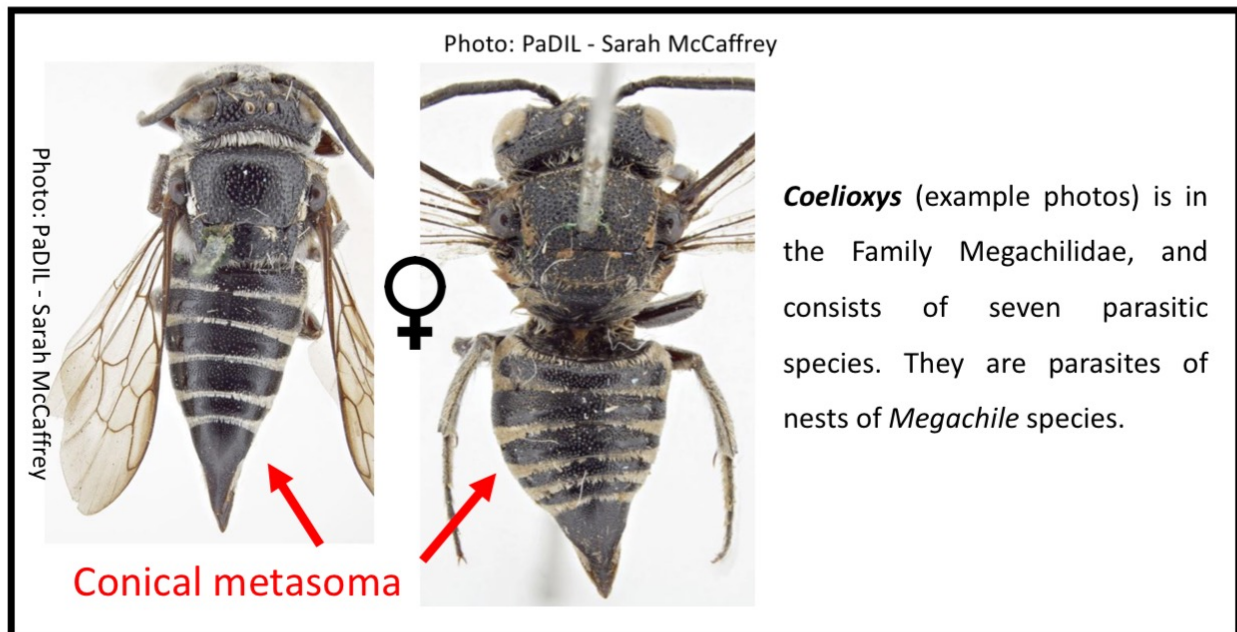 Photo: PaDIL - Sarah McCaffrey
Photo: PaDIL - Sarah McCaffrey
Coelioxys (example photos) is in
the Family Megachilidae, and
consists of seven parasitic
species. They are parasites of
nests of Megachile species.
Conical metasoma